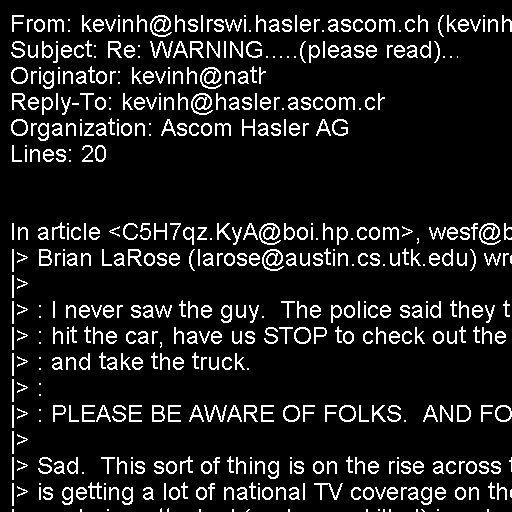 From: kevinh@hslrswi.hasler.ascom.ch (kevinh
Subject: Re: WARNING.....(please read)...
Originator: kevinh@nath
Reply-To: kevinh@hasler.ascom.ch
Organization: Ascom Hasler AG
Lines: 20
In article <C5H7qz.KyA@boi.hp.com>, wesf@b
|> Brian LaRose (larose@austin.cs.utk.edu) wro
|>
|> : I never saw the guy.  The police said they t
|> : hit the car, have us STOP to check out the
|> : and take the truck.
|> :
|> : PLEASE BE AWARE OF FOLKS.  AND FO
|>
|> Sad.  This sort of thing is on the rise across t
|> is getting a lot of national TV coverage on the